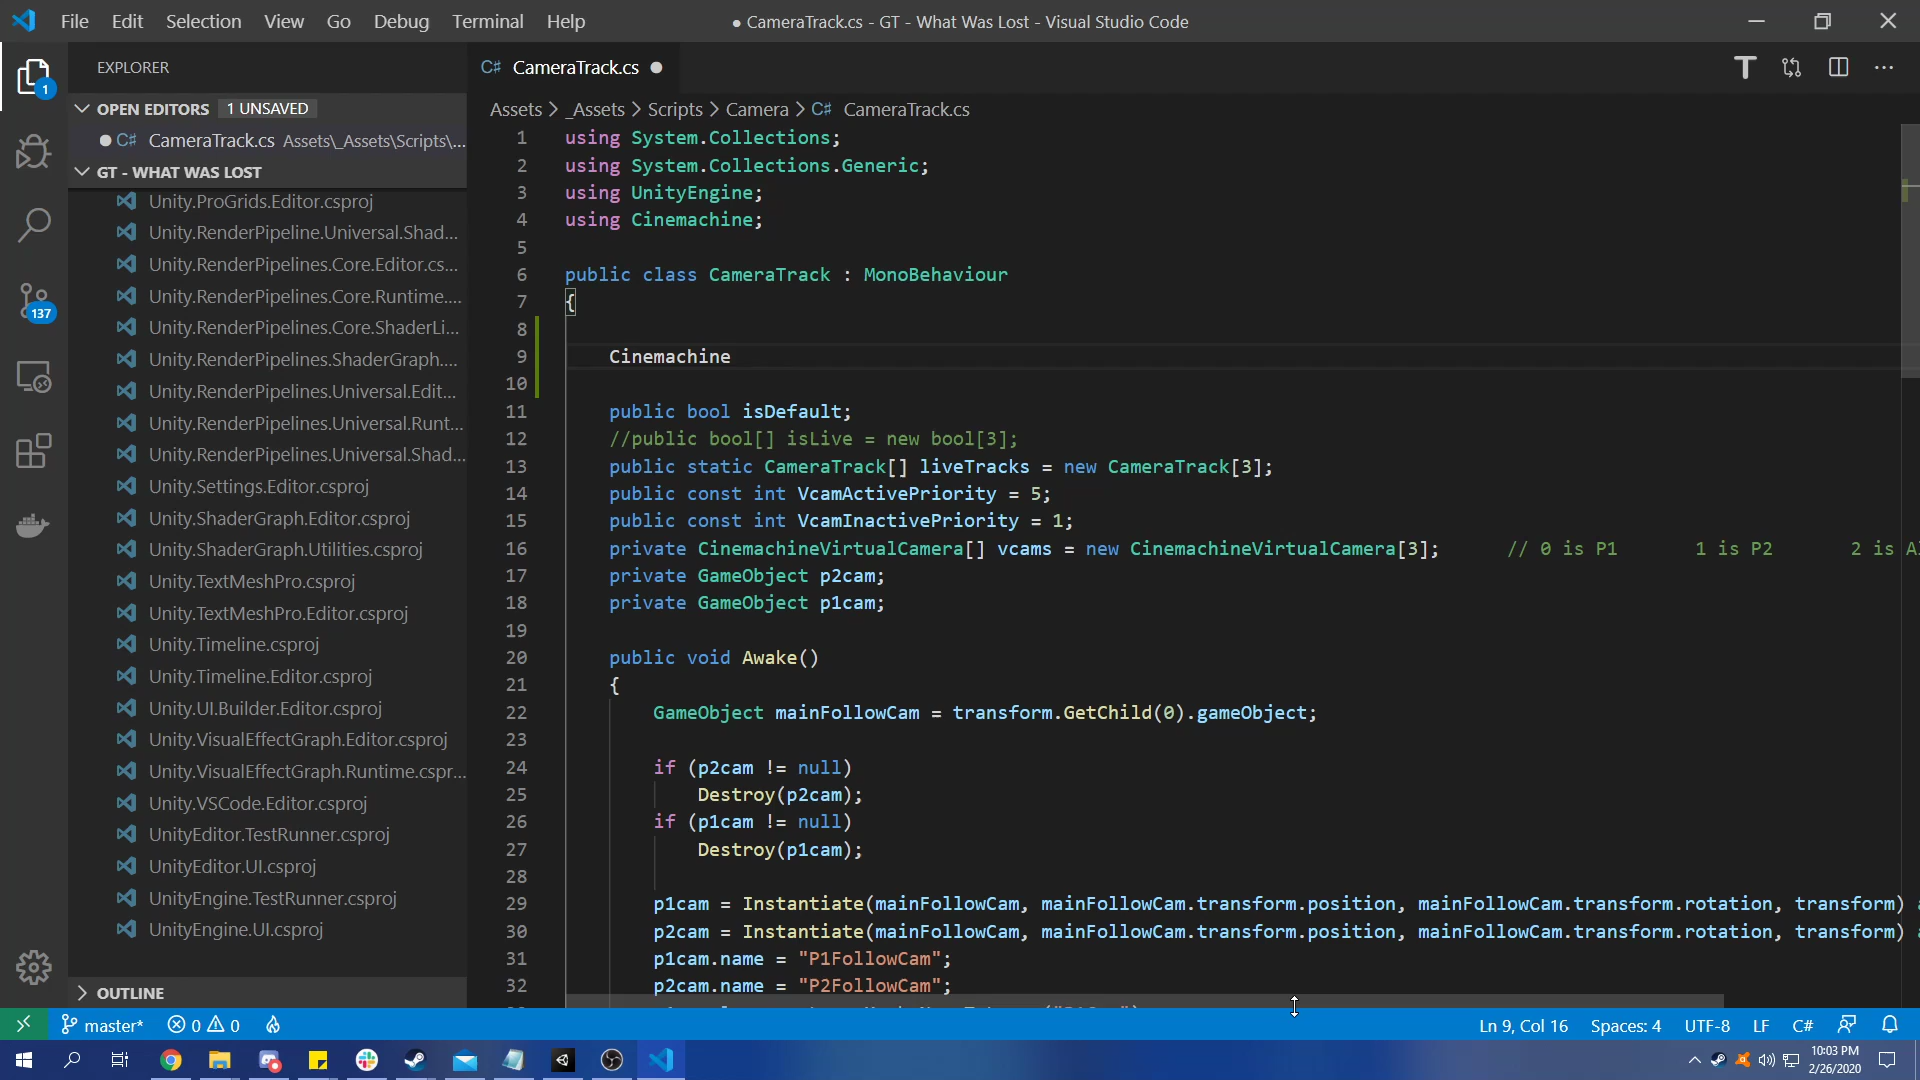 File Edit Selection View Go Debug Terminal Help
● CameraTrack.cs - GT - What Was Lost - Visual Studio Code
EXPLORER
OPEN EDITORS 1 UNSAVED
C# CameraTrack.cs Assets\_Assets\Scripts\...
GT - WHAT WAS LOST
Unity.ProGrids.Editor.csproj
Unity.RenderPipeline.Universal.Shad...
Unity.RenderPipelines.Core.Editor.cs...
Unity.RenderPipelines.Core.Runtime....
Unity.RenderPipelines.Core.ShaderLi...
Unity.RenderPipelines.ShaderGraph....
Unity.RenderPipelines.Universal.Edit...
Unity.RenderPipelines.Universal.Runt...
Unity.RenderPipelines.Universal.Shad...
Unity.Settings.Editor.csproj
Unity.ShaderGraph.Editor.csproj
Unity.ShaderGraph.Utilities.csproj
Unity.TextMeshPro.csproj
Unity.TextMeshPro.Editor.csproj
Unity.Timeline.csproj
Unity.Timeline.Editor.csproj
Unity.UI.Builder.Editor.csproj
Unity.VisualEffectGraph.Editor.csproj
Unity.VisualEffectGraph.Runtime.cspr...
Unity.VSCode.Editor.csproj
UnityEditor.TestRunner.csproj
UnityEditor.UI.csproj
UnityEngine.TestRunner.csproj
UnityEngine.UI.csproj
OUTLINE
1
137
C# CameraTrack.cs ●
Assets > _Assets > Scripts > Camera > C# CameraTrack.cs
1 using System.Collections;
2 using System.Collections.Generic;
3 using UnityEngine;
4 using Cinemachine;
5
6 public class CameraTrack : MonoBehaviour
7 {
8
9 Cinemachine
10
11 public bool isDefault;
12 //public bool[] isLive = new bool[3];
13 public static CameraTrack[] liveTracks = new CameraTrack[3];
14 public const int VcamActivePriority = 5;
15 public const int VcamInactivePriority = 1;
16 private CinemachineVirtualCamera[] vcams = new CinemachineVirtualCamera[3]; // 0 is P1 1 is P2 2 is
17 private GameObject p2cam;
18 private GameObject p1cam;
19
20 public void Awake()
21 {
22 GameObject mainFollowCam = transform.GetChild(0).gameObject;
23
24 if (p2cam != null)
25 Destroy(p2cam);
26 if (p1cam != null)
27 Destroy(p1cam);
28
29 p1cam = Instantiate(mainFollowCam, mainFollowCam.transform.position, mainFollowCam.transform.rotation, transform)
30 p2cam = Instantiate(mainFollowCam, mainFollowCam.transform.position, mainFollowCam.transform.rotation, transform)
31 p1cam.name = "P1FollowCam";
32 p2cam.name = "P2FollowCam";
master* 0 0
Ln 9, Col 16 Spaces: 4 UTF-8 LF C#
10:03 PM
2/26/2020